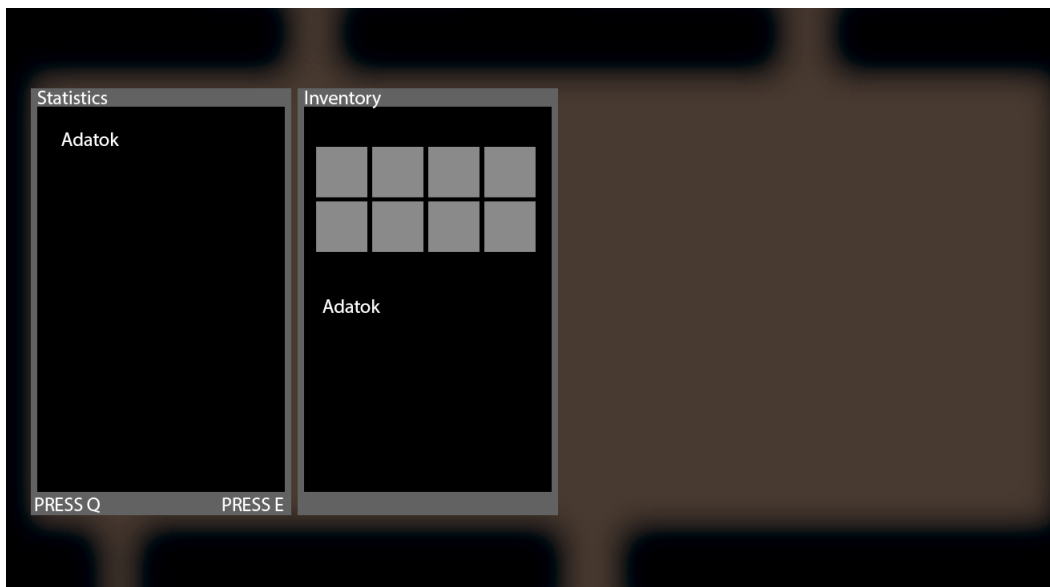 Statistics
Adatok
PRESS Q
PRESS E
Inventory
Adatok